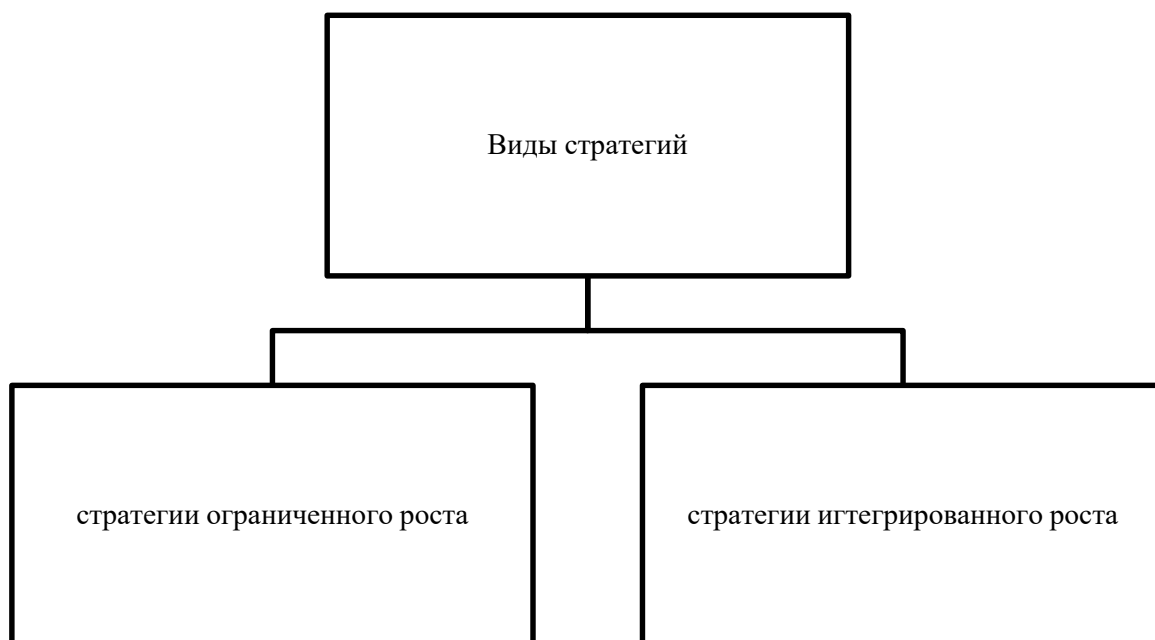 Виды стратегий
стратегии ограниченного роста
стратегии игтегрированного роста